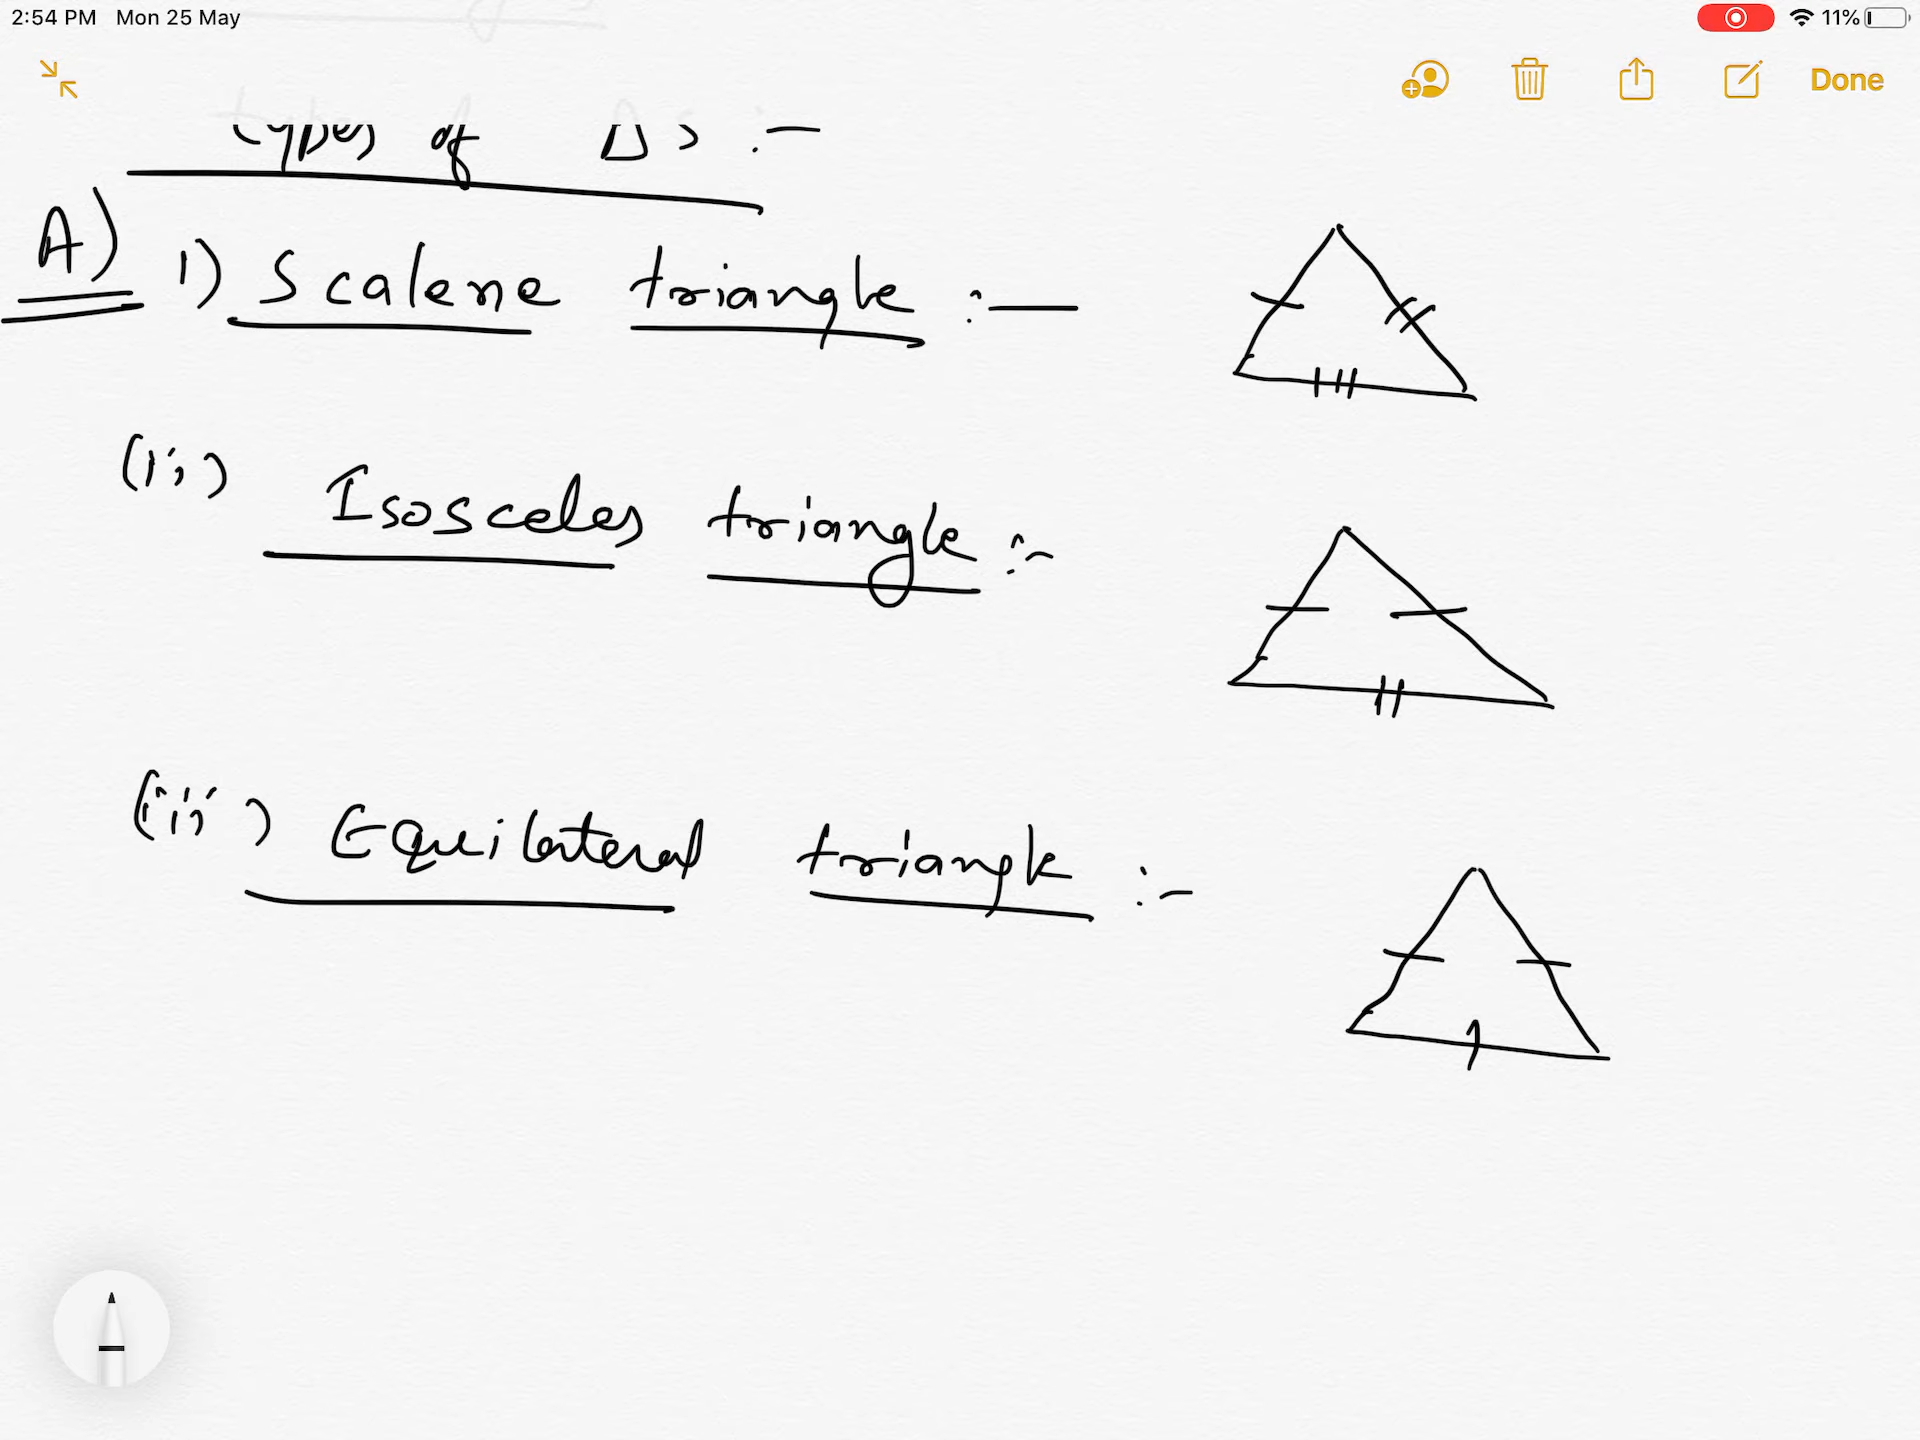 2:54 PM Mon 25 May
11%
Done
types of Δs :-
A) 1) Scalene triangle :-
(ii) Isosceles triangle :-
(iii) Equilateral triangle :-